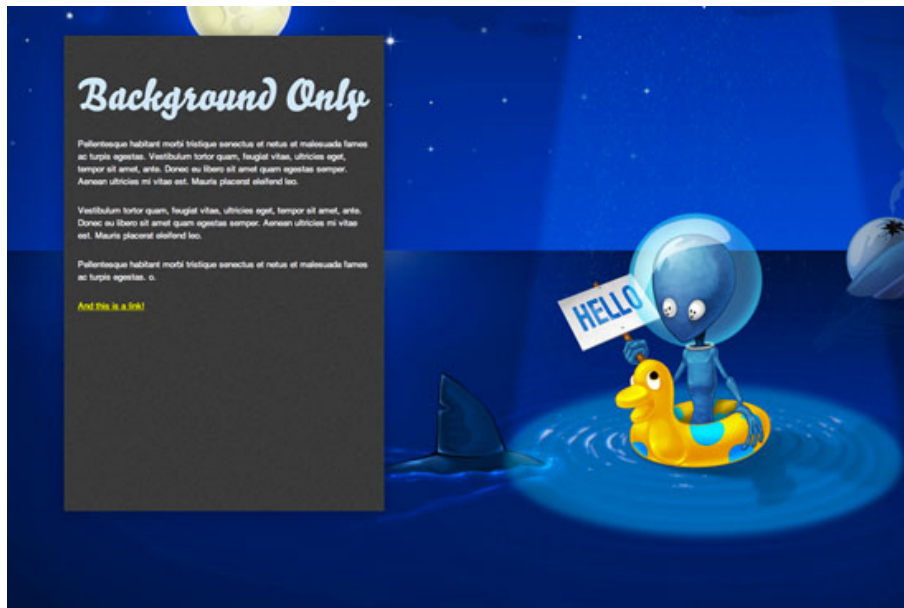 Background Only
Pellentesque habitant morbi tristique senectus et netus et malesuada fames
ac turpis egestas. Vestibulum tortor quam, feugiat vitae, ultricies eget,
tempor sit amet, ante. Donec eu libero sit amet quam egestas semper.
Aenean ultricies mi vitae est. Mauris placerat eleifend leo.
Vestibulum tortor quam, feugiat vitae, ultricies eget, tempor sit amet, ante.
Donec eu libero sit amet quam egestas semper. Aenean ultricies mi vitae
est. Mauris placerat eleifend leo.
Pellentesque habitant morbi tristique senectus et netus et malesuada fames
ac turpis egestas. o.
And this is a link!
HELLO